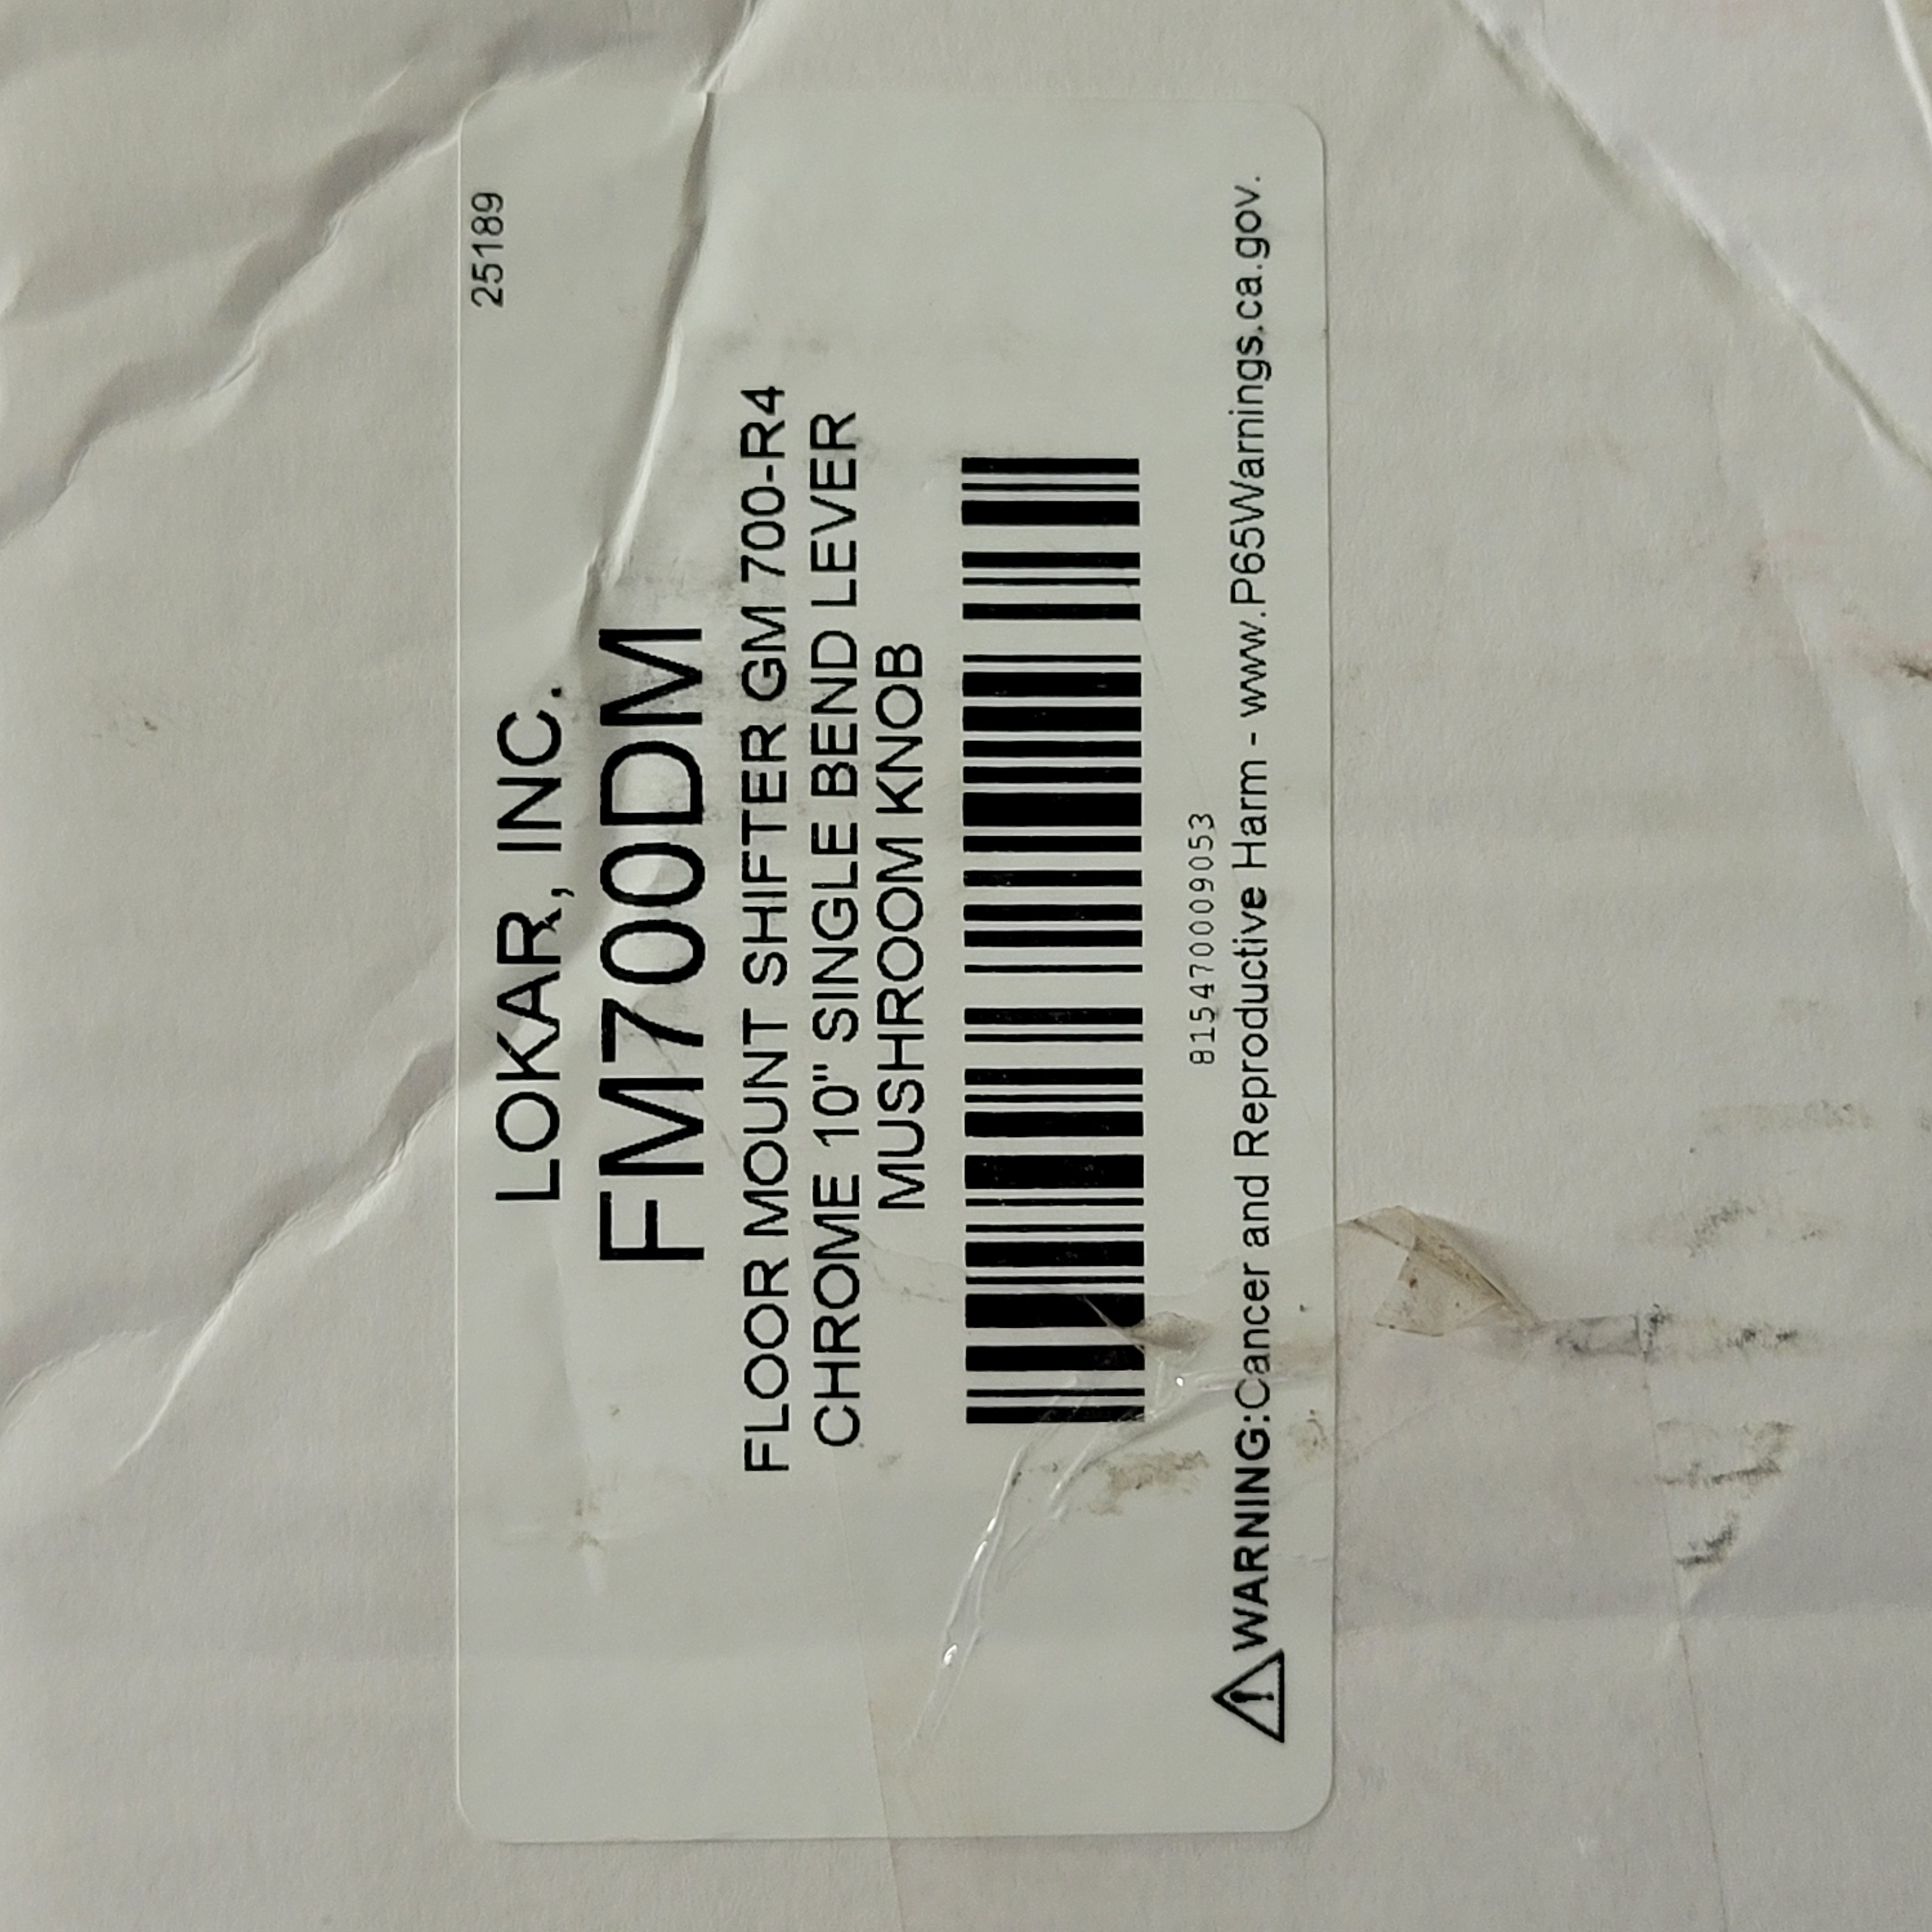 25189
LOKAR, INC.
FM700DM
FLOOR MOUNT SHIFTER GM 700-R4
CHROME 10" SINGLE BEND LEVER
MUSHROOM KNOB
815470009053
WARNING:Cancer and Reproductive Harm - www.P65Warnings.ca.gov.